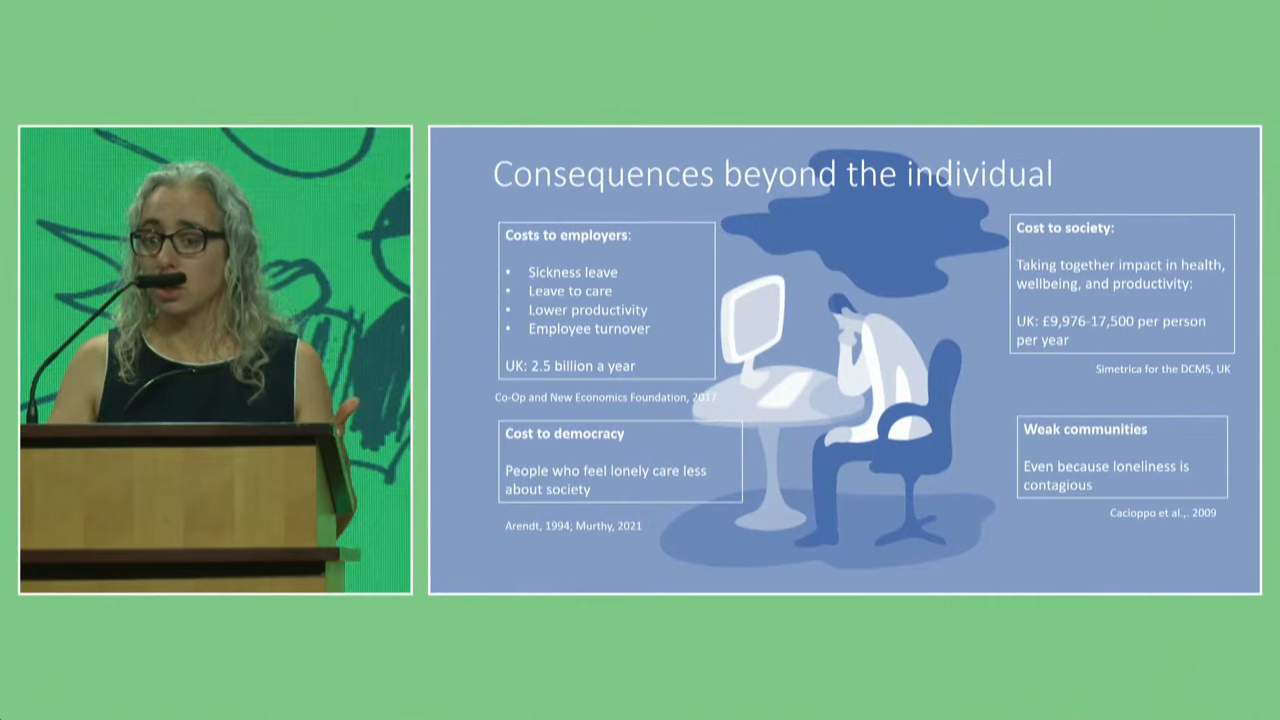 Consequences beyond the individual
Costs to employers:
• Sickness leave
• Leave to care
• Lower productivity
• Employee turnover
UK: 2.5 billion a year
Co-Op and New Economics Foundation, 2017
Cost to democracy
People who feel lonely care less
about society
Arendt, 1994; Murthy, 2021
Cost to society:
Taking together impact in health,
wellbeing, and productivity:
UK: £9,976-17,500 per person
per year
Simetrica for the DCMS, UK
Weak communities
Even because loneliness is
contagious
Cacioppo et al.,. 2009